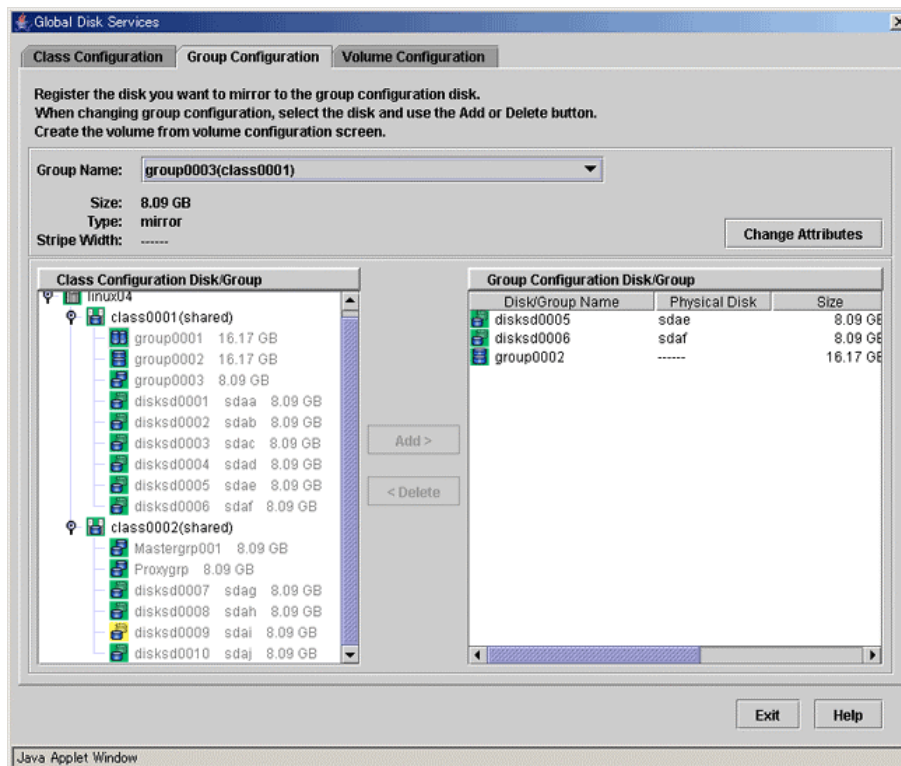 Global Disk Services
Class Configuration Group Configuration Volume Configuration
Register the disk you want to mirror to the group configuration disk.
When changing group configuration, select the disk and use the Add or Delete button.
Create the volume from volume configuration screen.
Group Name: group0003(class0001)
Size: 8.09 GB
Type: mirror
Stripe Width: ------
Change Attributes
Class Configuration Disk/Group
linux04
class0001(shared)
group0001 16.17 GB
group0002 16.17 GB
group0003 8.09 GB
disksd0001 sdaa 8.09 GB
disksd0002 sdab 8.09 GB
disksd0003 sdac 8.09 GB
disksd0004 sdad 8.09 GB
disksd0005 sdae 8.09 GB
disksd0006 sdaf 8.09 GB
class0002(shared)
Mastergrp001 8.09 GB
Proxygrp 8.09 GB
disksd0007 sdag 8.09 GB
disksd0008 sdah 8.09 GB
disksd0009 sdai 8.09 GB
disksd0010 sdaj 8.09 GB
Add >
< Delete
Group Configuration Disk/Group
Disk/Group Name Physical Disk Size
disksd0005 sdae 8.09 GB
disksd0006 sdaf 8.09 GB
group0002 ------ 16.17 GB
Exit Help
Java Applet Window